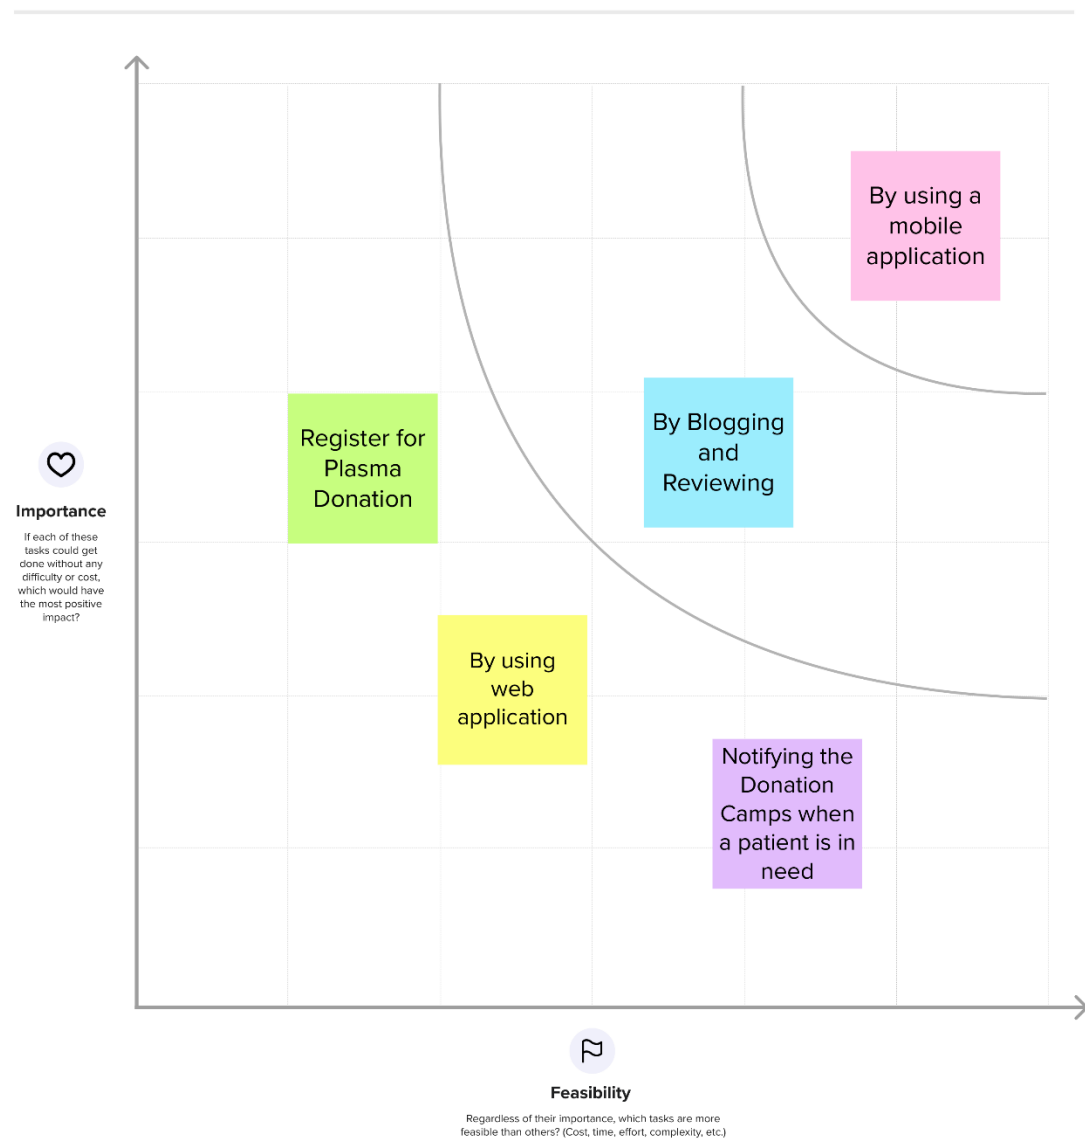 By using a
mobile
application
By Blogging
and
Reviewing
Register for
Plasma
Donation
Importance
If each of these
tasks could get
done without any
difficulty or cost,
which would have
the most positive
impact?
By using
web
application
Notifying the
Donation
Camps when
a patient is in
need
Feasibility
Regardless of their importance, which tasks are more
feasible than others? (Cost, time, effort, complexity, etc.)